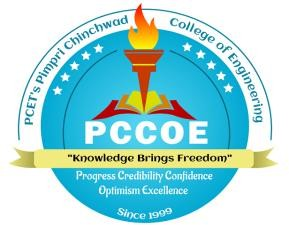 PCET's Pimpri Chinchwad
College of Engineering
PCCOE
"Knowledge Brings Freedom"
Progress Credibility Confidence
Optimism Excellence
Since 1999